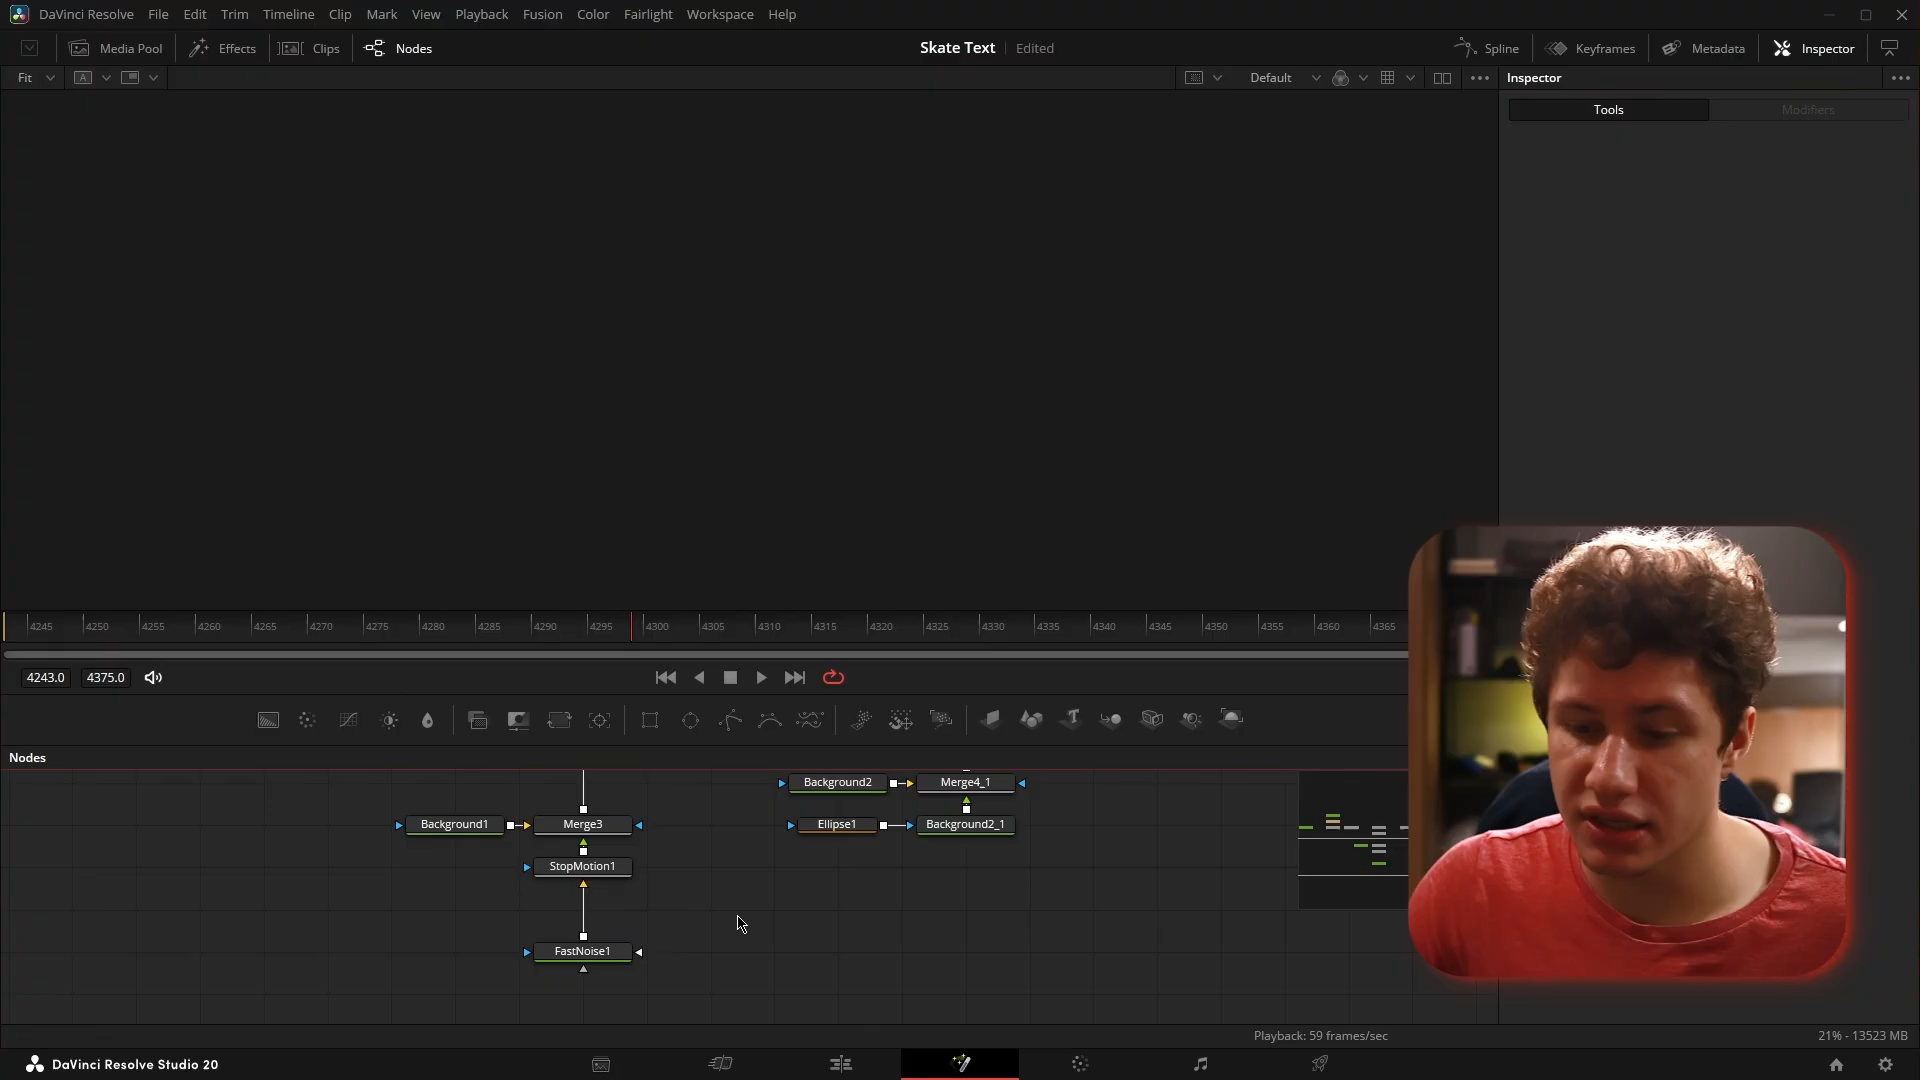 DaVinci Resolve File Edit Trim Timeline Clip Mark View Playback Fusion Color Fairlight Workspace Help
Media Pool Effects Clips Nodes Skate Text Edited Spline Keyframes Metadata Inspector
Fit A Default Inspector
Tools Modifiers
4245 4250 4255 4260 4265 4270 4275 4280 4285 4290 4295 4300 4305 4310 4315 4320 4325 4330 4335 4340 4345 4350 4355 4360 4365
4243.0 4375.0
Nodes
Background2 Merge4_1
Background1 Merge3 Ellipse1 Background2_1
StopMotion1
FastNoise1
Playback: 59 frames/sec 21% - 13523 MB
DaVinci Resolve Studio 20